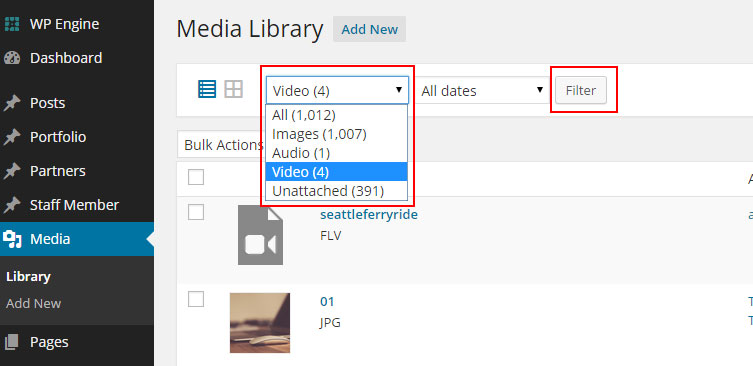 WP Engine
Dashboard
Posts
Portfolio
Partners
Staff Member
Media
Library
Add New
Pages
Media Library Add New
Video (4) All dates Filter
All (1,012)
Images (1,007)
Audio (1)
Video (4)
Unattached (391)
Bulk Actions
seattleferryride
FLV
01
JPG